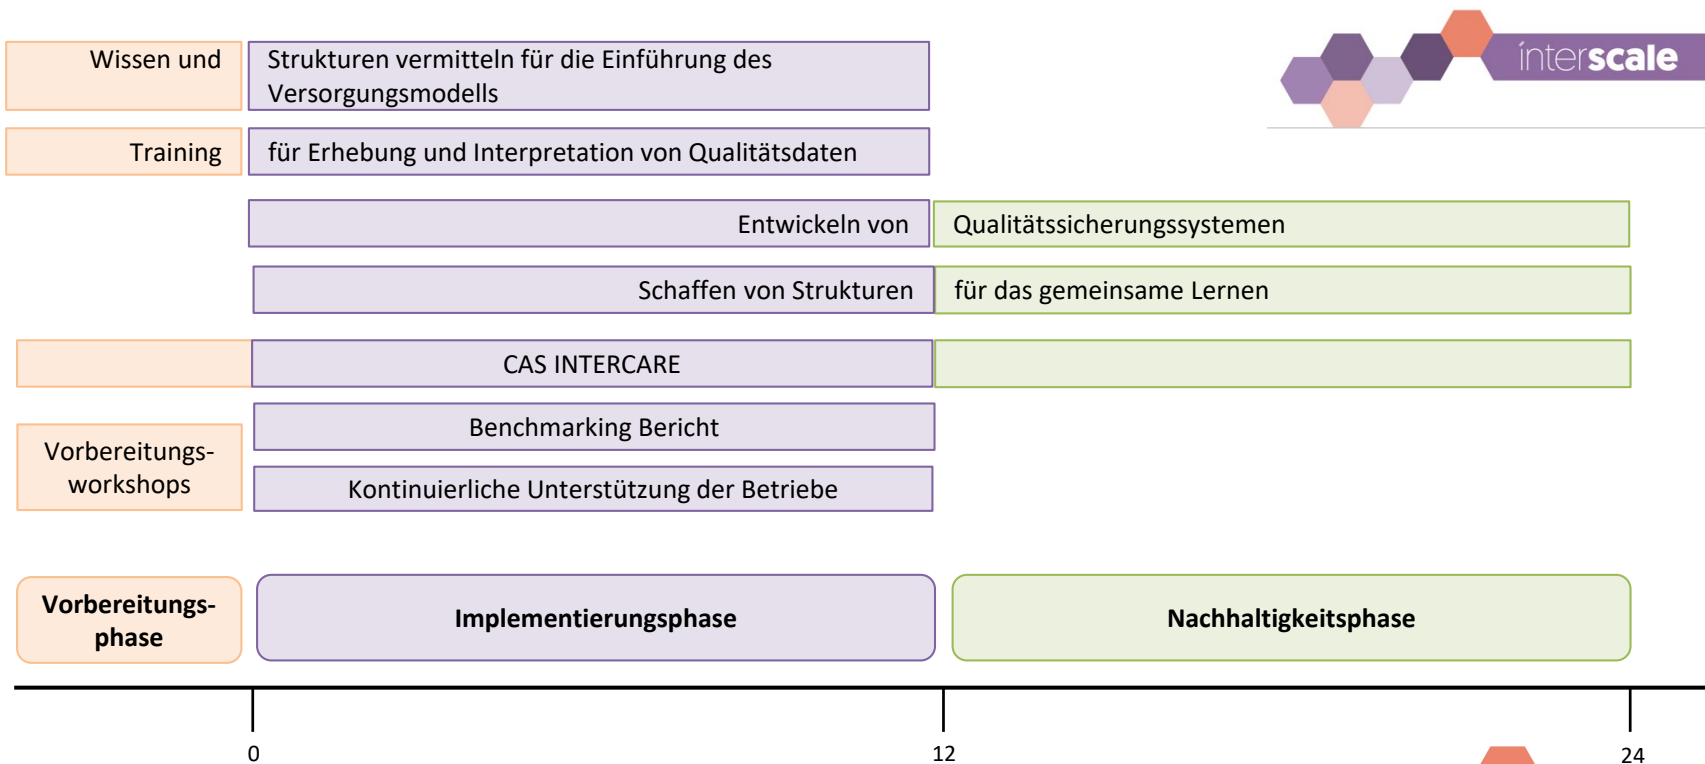 interscale
Wissen und Strukturen vermitteln für die Einführung des
Versorgungsmodells
Training für Erhebung und Interpretation von Qualitätsdaten
Entwickeln von Qualitätssicherungssystemen
Schaffen von Strukturen für das gemeinsame Lernen
CAS INTERCARE
Benchmarking Bericht
Vorbereitungs-
workshops
Kontinuierliche Unterstützung der Betriebe
Vorbereitungs-
phase
Implementierungsphase
Nachhaltigkeitsphase
0 12 24